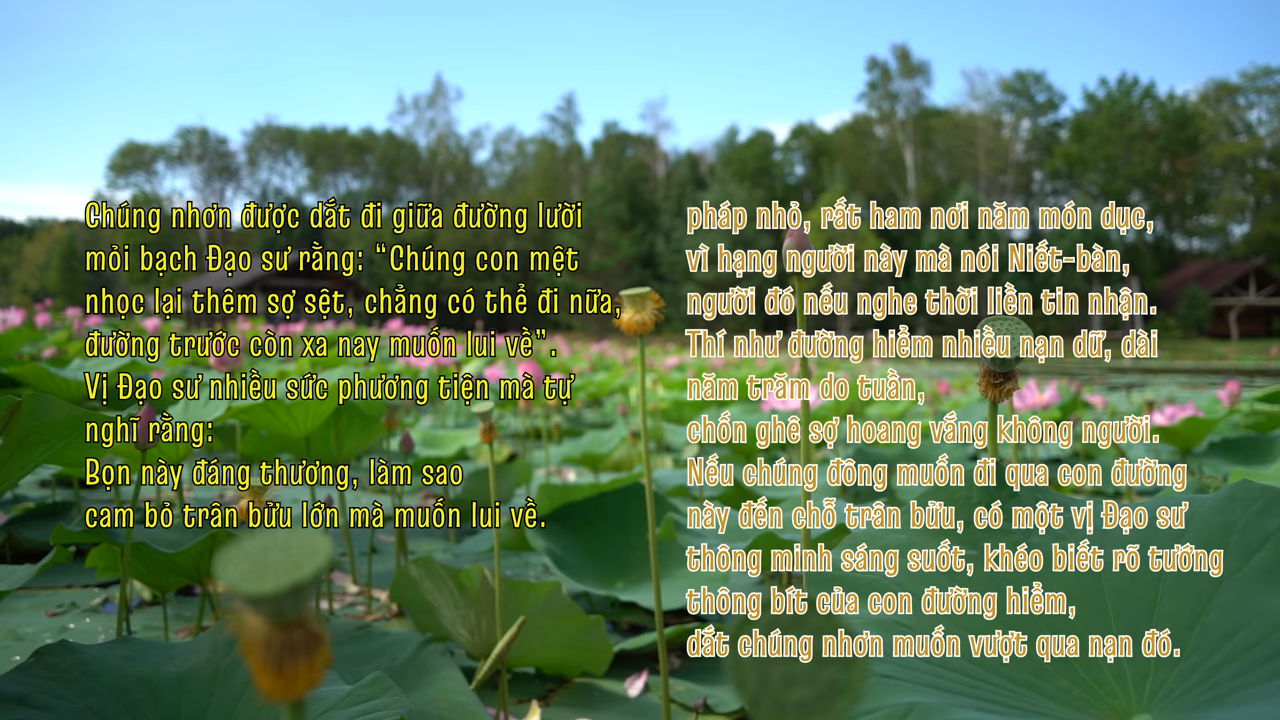 Chúng nhơn được dắt đi giữa đường lười
mỏi bạch Đạo sư rằng: “Chúng con mệt
nhọc lại thêm sợ sệt, chẳng có thể đi nữa,
đường trước còn xa nay muốn lui về”.
Vị Đạo sư nhiều sức phương tiện mà tự
nghĩ rằng:
Bọn này đáng thương, làm sao
cam bỏ trân bửu lớn mà muốn lui về.
pháp nhỏ, rất ham nơi năm món dục,
vì hạng người này mà nói Niết-bàn,
người đó nếu nghe thời liền tin nhận.
Thí như đường hiểm nhiều nạn dữ, dài
năm trăm do tuần,
chốn ghê sợ hoang vắng không người.
Nếu chúng đông muốn đi qua con đường
này đến chỗ trân bửu, có một vị Đạo sư
thông minh sáng suốt, khéo biết rõ tướng
thông bít của con đường hiểm,
dắt chúng nhơn muốn vượt qua nạn đó.